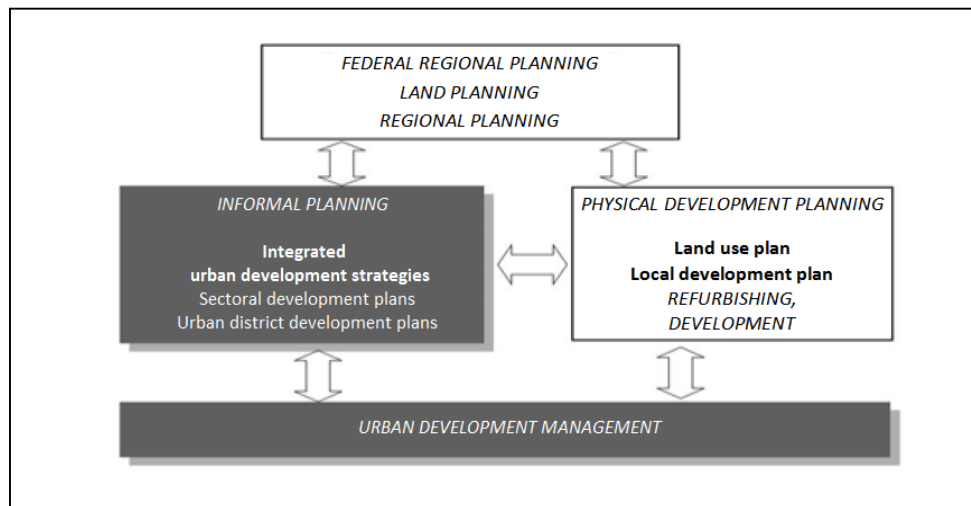 FEDERAL REGIONAL PLANNING
LAND PLANNING
REGIONAL PLANNING
INFORMAL PLANNING
Integrated
urban development strategies
Sectoral development plans
Urban district development plans
PHYSICAL DEVELOPMENT PLANNING
Land use plan
Local development plan
REFURBISHING,
DEVELOPMENT
URBAN DEVELOPMENT MANAGEMENT